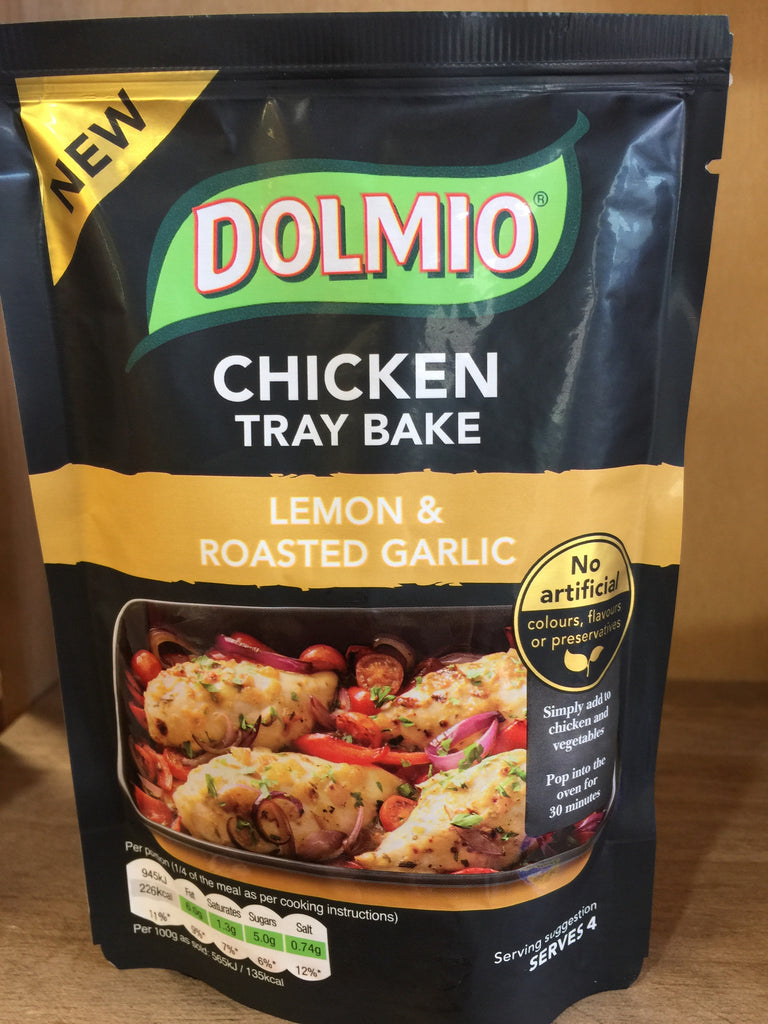 NEW
DOLMIO®
CHICKEN
TRAY BAKE
LEMON &
ROASTED GARLIC
No
artificial
colours, flavours
or preservatives
Simply add to
chicken and
vegetables
Pop into the
oven for
30 minutes
Per portion (1/4 of the meal as per cooking instructions)
945kJ
226kcal
11%*
Fat
9%*
Saturates
1.3g
7%*
Sugars
5.0g
6%*
Salt
0.74g
12%*
Per 100g as sold: 565kJ / 135kcal
Serving suggestion
SERVES 4